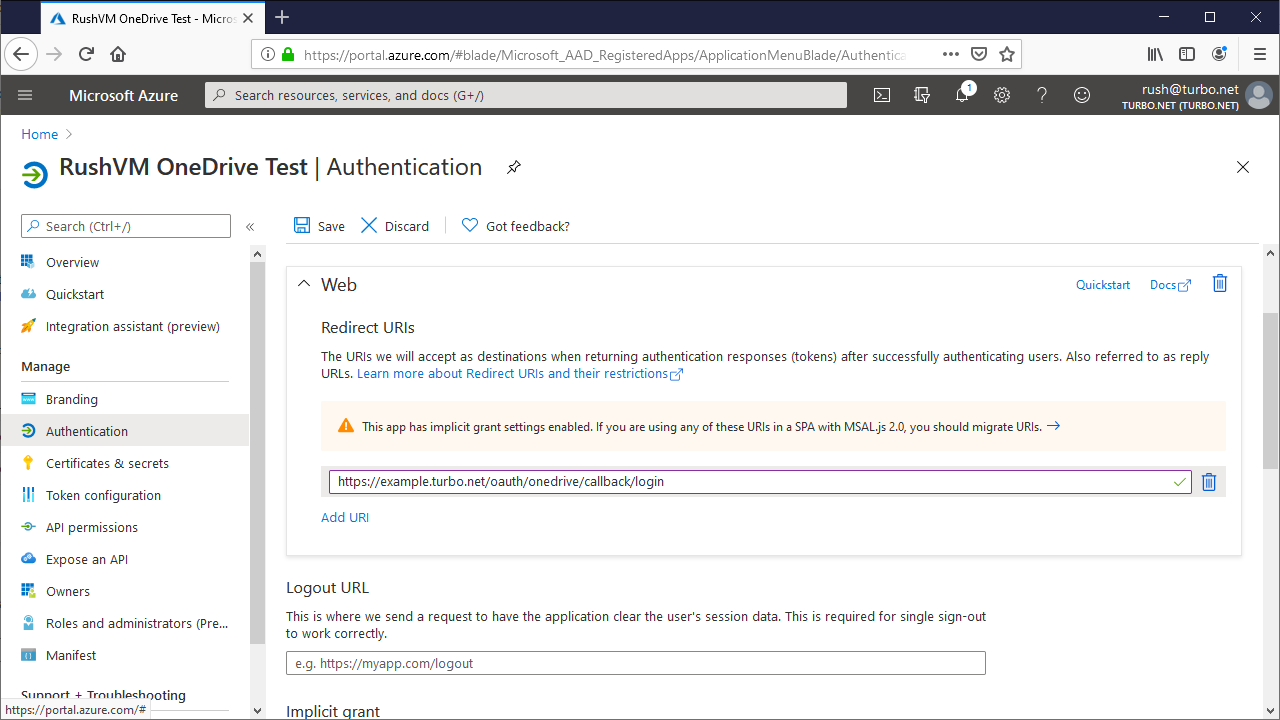 RushVM OneDrive Test - Micros
https://portal.azure.com/#blade/Microsoft_AAD_RegisteredApps/ApplicationMenuBlade/Authentica
Microsoft Azure
Search resources, services, and docs (G+/)
1
rush@turbo.net
TURBO.NET (TURBO.NET)
Home
RushVM OneDrive Test | Authentication
Search (Ctrl+/)
Overview
Quickstart
Integration assistant (preview)
Manage
Branding
Authentication
Certificates & secrets
Token configuration
API permissions
Expose an API
Owners
Roles and administrators (Pre...
Manifest
Support + Troubleshooting
https://portal.azure.com/#
Save
Discard
Got feedback?
Web
Quickstart
Docs
Redirect URIs
The URIs we will accept as destinations when returning authentication responses (tokens) after successfully authenticating users. Also referred to as reply
URLs. Learn more about Redirect URIs and their restrictions
This app has implicit grant settings enabled. If you are using any of these URIs in a SPA with MSAL.js 2.0, you should migrate URIs.
https://example.turbo.net/oauth/onedrive/callback/login
Add URI
Logout URL
This is where we send a request to have the application clear the user's session data. This is required for single sign-out
to work correctly.
e.g. https://myapp.com/logout
Implicit grant